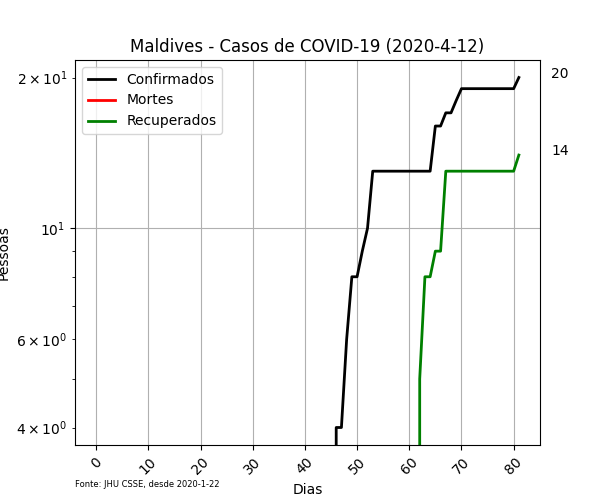 Maldives - Casos de COVID-19 (2020-4-12)
Confirmados
Mortes
Recuperados
2 × 10¹
10¹
6 × 10⁰
4 × 10⁰
Pessoas
20
14
0 10 20 30 40 50 60 70 80
Dias
Fonte: JHU CSSE, desde 2020-1-22